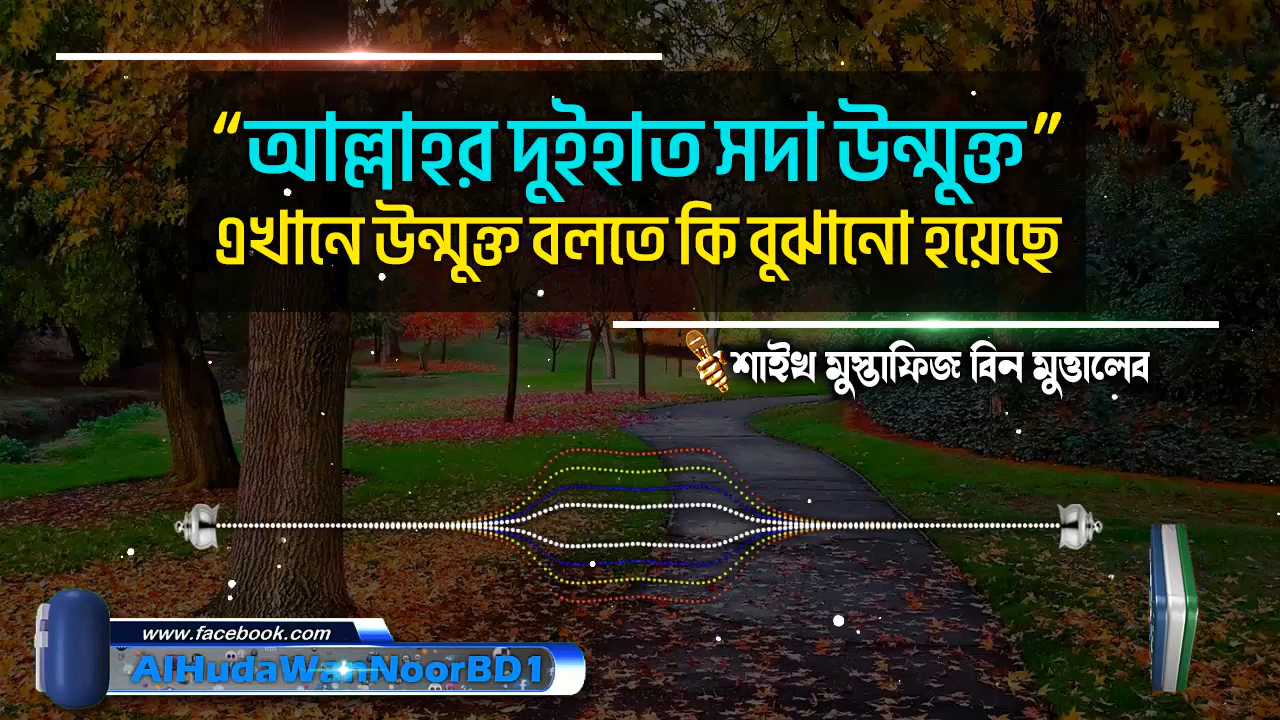 “আল্লাহর দুইহাত সদা উন্মুক্ত”
এখানে উন্মুক্ত বলতে কি বুঝানো হয়েছে
শাইখ মুস্তাফিজ বিন মুত্তালেব
www.facebook.com
AlHudaWanNoorBD1